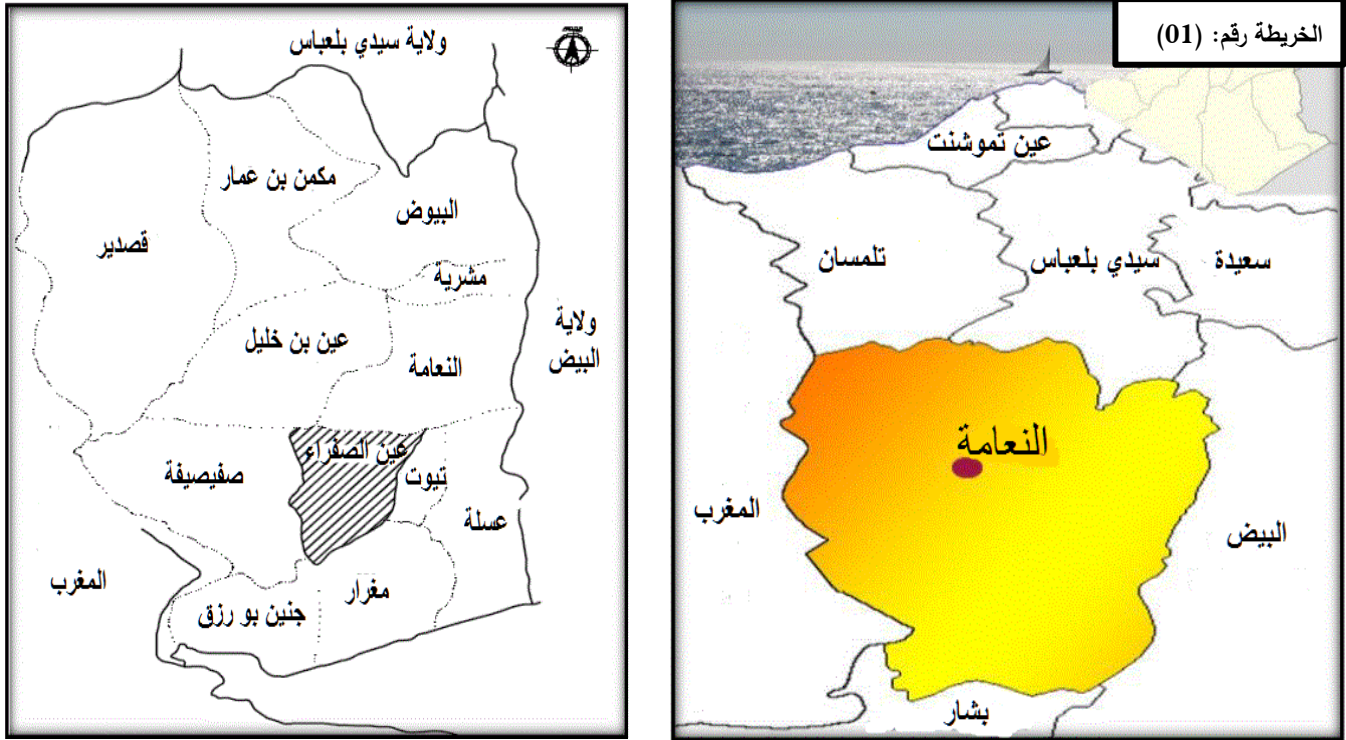 الخريطة رقم: (01)
عين تموشنت
تلمسان
سيدي بلعباس
سعيدة
النعامة
المغرب
البيض
بشار
ولاية سيدي بلعباس
مكمن بن عمار
البيوض
قصدير
مشرية
عين بن خليل
النعامة
ولاية
البيض
عين الصفراء
صفيصيفة
تيوت
عسلة
المغرب
مغرار
جنين بو رزق